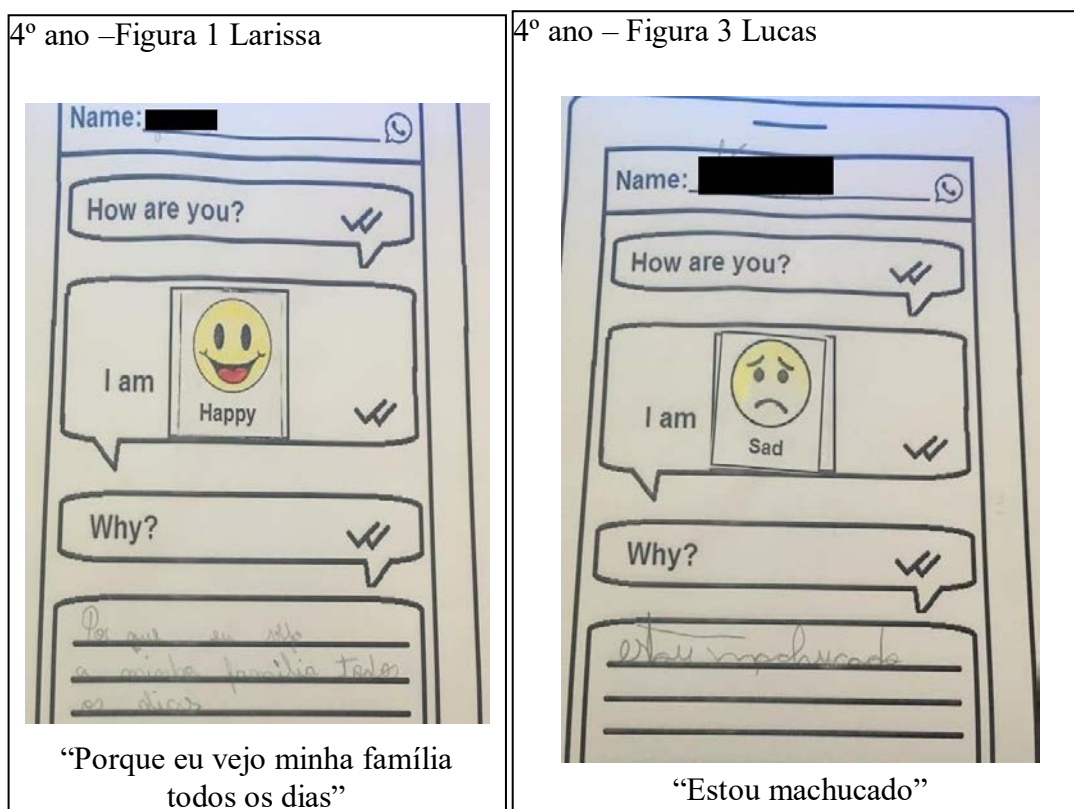 4º ano –Figura 1 Larissa
Name:
How are you?
I am
Happy
Why?
Por que eu vejo
a minha família todos
os dias
“Porque eu vejo minha família
todos os dias”
4º ano – Figura 3 Lucas
Name:
How are you?
I am
Sad
Why?
estou machucado
“Estou machucado”